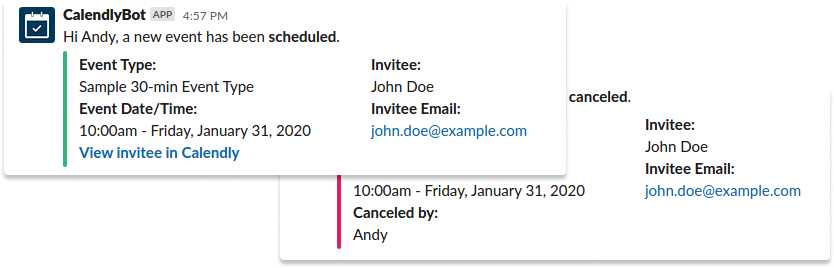 CalendlyBot APP 4:57 PM
Hi Andy, a new event has been scheduled.
Event Type:
Sample 30-min Event Type
Event Date/Time:
10:00am - Friday, January 31, 2020
View invitee in Calendly
Invitee:
John Doe
Invitee Email:
john.doe@example.com
canceled.
10:00am - Friday, January 31, 2020
Canceled by:
Andy
Invitee:
John Doe
Invitee Email:
john.doe@example.com